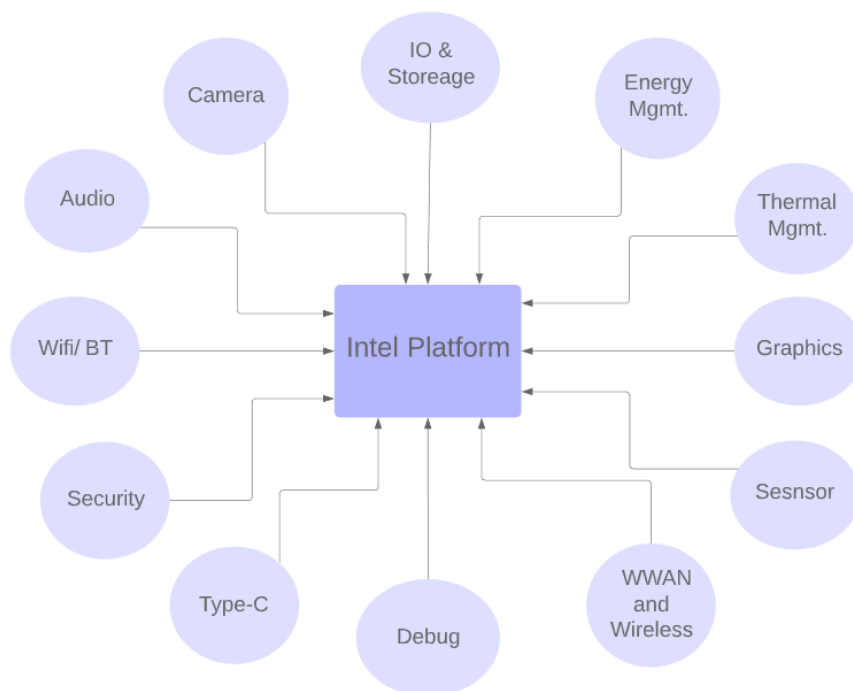 IO &
Storeage
Camera
Energy
Mgmt.
Audio
Thermal
Mgmt.
Intel Platform
Wifi/ BT
Graphics
Security
Sesnsor
Type-C
Debug
WWAN
and
Wireless